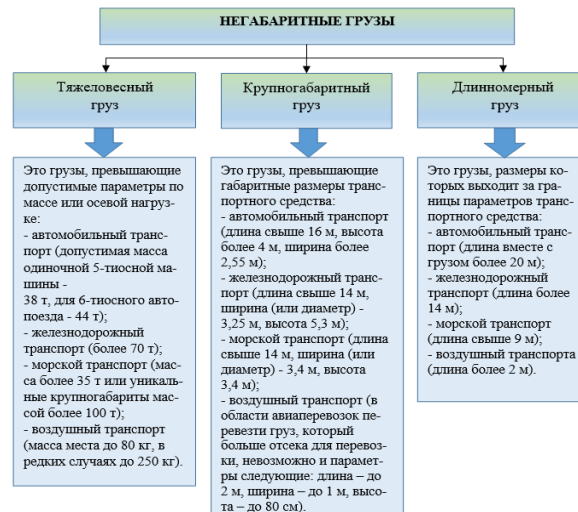 НЕГАБАРИТНЫЕ ГРУЗЫ
Тяжеловесный
груз
Это грузы, превышающие
допустимые параметры по
массе или осевой нагруз-
ке:
- автомобильный транс-
порт (допустимая масса
одиночной 5-тиосной ма-
шины -
38 т, для 6-тиосного авто-
поезда - 44 т);
- железнодорожный
транспорт (более 70 т);
- морской транспорт (мас-
са более 35 т или уникаль-
ные крупногабариты мас-
сой более 100 т);
- воздушный транспорт
(масса места до 80 кг, в
редких случаях до 250 кг).
Крупногабаритный
груз
Это грузы, превышающие
габаритные размеры транс-
портного средства:
- автомобильный транспорт
(длина свыше 16 м, высота
более 4 м, ширина более
2,55 м);
- железнодорожный транс-
порт (длина свыше 14 м,
ширина (или диаметр) -
3,25 м, высота 5,3 м);
- морской транспорт (длина
свыше 14 м, ширина (или
диаметр) - 3,4 м, высота
3,4 м);
- воздушный транспорт (в
области авиаперевозок пе-
ревезти груз, который
больше отсека для перевоз-
ки, невозможно и парамет-
ры следующие: длина – до
2 м, ширина – до 1 м, высо-
та – до 80 см).
Длинномерный
груз
Это грузы, размеры ко-
торых выходит за гра-
ницы параметров транс-
портного средства:
- автомобильный транс-
порт (длина вместе с
грузом более 20 м);
- железнодорожный
транспорт (длина более
14 м);
- морской транспорт
(длина свыше 9 м);
- воздушный транспорта
(длина более 2 м).